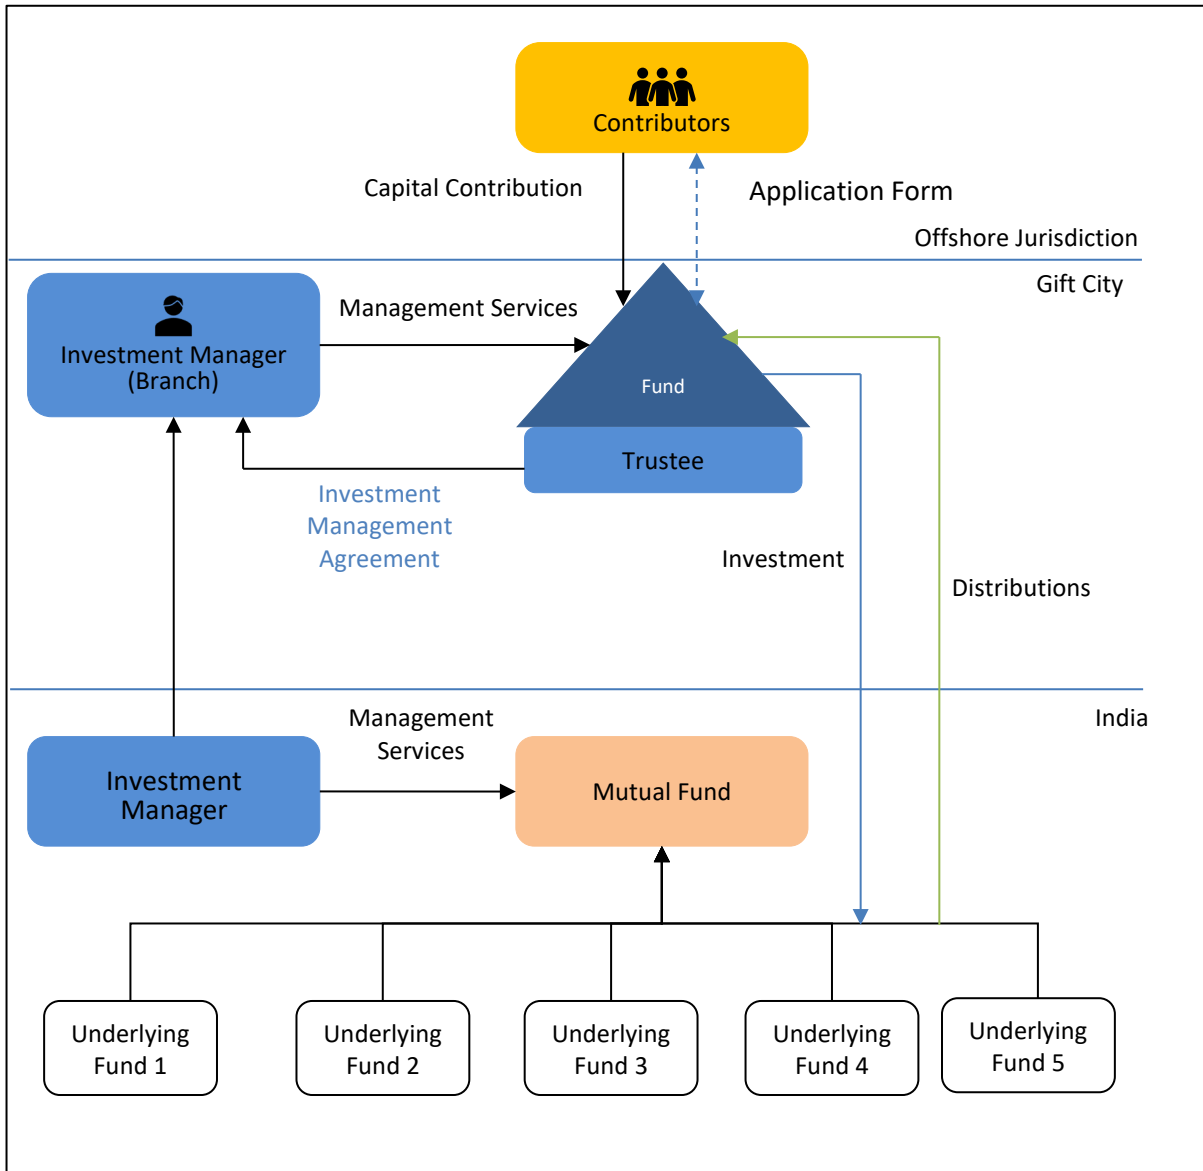 Contributors
Capital Contribution
Application Form
Offshore Jurisdiction
Gift City
Management Services
Investment Manager
(Branch)
Fund
Trustee
Investment
Management
Agreement
Investment
Distributions
India
Management
Services
Investment
Manager
Mutual Fund
Underlying
Fund 1
Underlying
Fund 2
Underlying
Fund 3
Underlying
Fund 4
Underlying
Fund 5